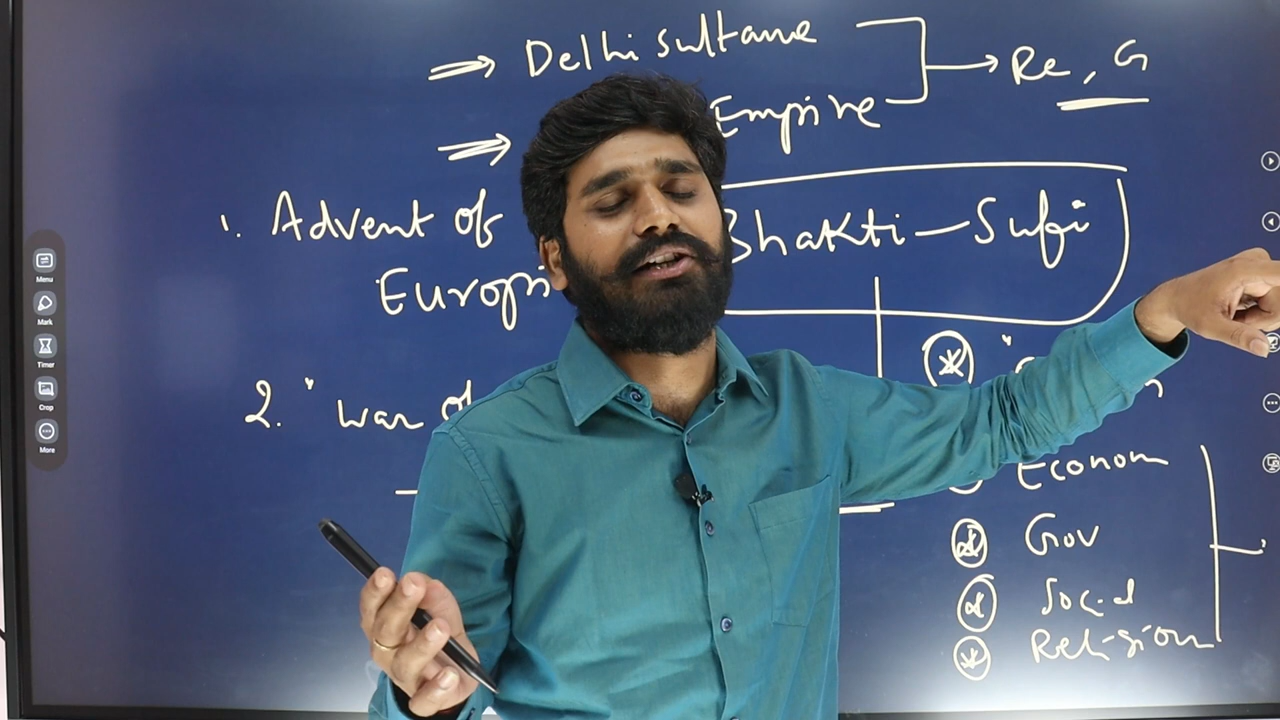 Delhi Sultana
Re, G
Empire
1. Advent of
Europ
Bhakti - Sufi
2. "War of
Econom
Gov
Social
Religion
Menu
Mark
Timer
Crop
More